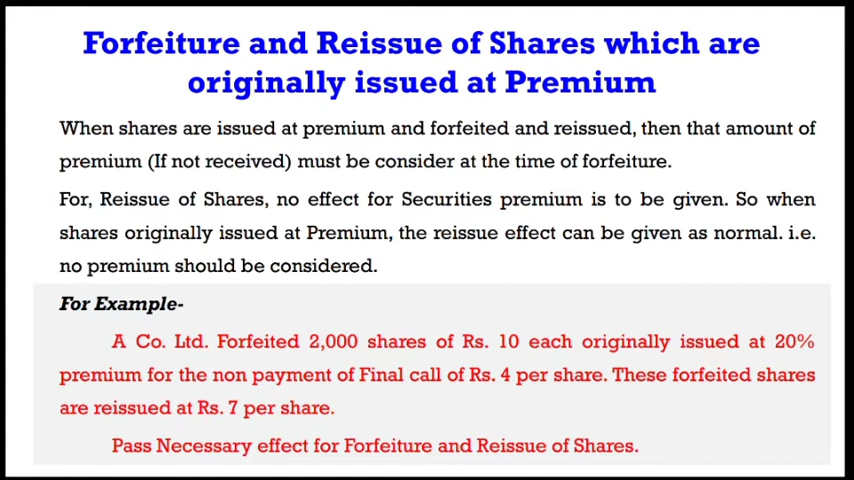 Forfeiture and Reissue of Shares which are
originally issued at Premium
When shares are issued at premium and forfeited and reissued, then that amount of
premium (If not received) must be consider at the time of forfeiture.
For, Reissue of Shares, no effect for Securities premium is to be given. So when
shares originally issued at Premium, the reissue effect can be given as normal. i.e.
no premium should be considered.
For Example-
A Co. Ltd. Forfeited 2,000 shares of Rs. 10 each originally issued at 20%
premium for the non payment of Final call of Rs. 4 per share. These forfeited shares
are reissued at Rs. 7 per share.
Pass Necessary effect for Forfeiture and Reissue of Shares.